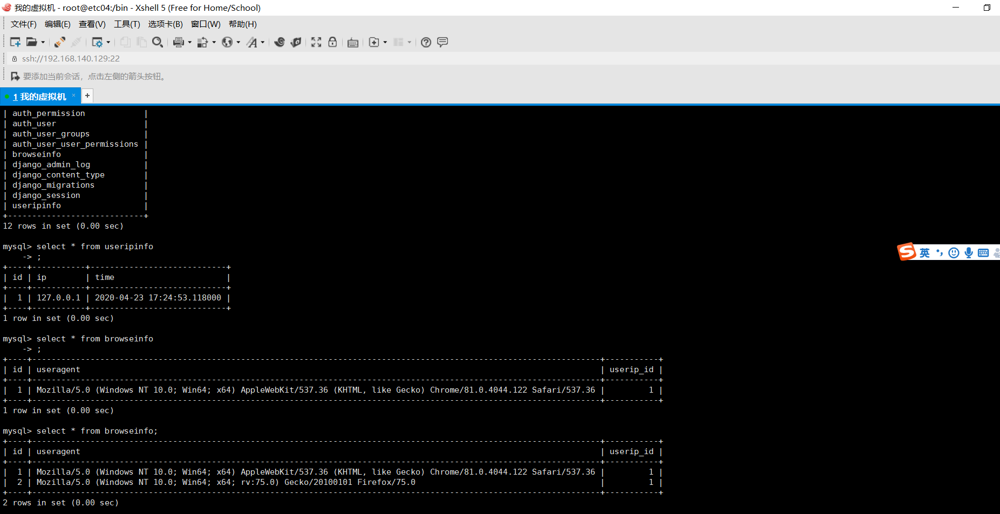 我的虚拟机 - root@etc04:/bin - Xshell 5 (Free for Home/School)
文件(F) 编辑(E) 查看(V) 工具(T) 选项卡(B) 窗口(W) 帮助(H)
ssh://192.168.140.129:22
要添加当前会话，点击左侧的箭头按钮。
1 我的虚拟机 × +
| auth_permission            |
| auth_user                  |
| auth_user_groups           |
| auth_user_user_permissions |
| browseinfo                 |
| django_admin_log           |
| django_content_type        |
| django_migrations          |
| django_session             |
| useripinfo                 |
+----------------------------+
12 rows in set (0.00 sec)
mysql> select * from useripinfo
    -> ;
+----+-----------+----------------------------+
| id | ip        | time                       |
+----+-----------+----------------------------+
|  1 | 127.0.0.1 | 2020-04-23 17:24:53.118000 |
+----+-----------+----------------------------+
1 row in set (0.00 sec)
mysql> select * from browseinfo
    -> ;
+----+---------------------------------------------------------------------------------------------------------------------+-----------+
| id | useragent                                                                                                           | userip_id |
+----+---------------------------------------------------------------------------------------------------------------------+-----------+
|  1 | Mozilla/5.0 (Windows NT 10.0; Win64; x64) AppleWebKit/537.36 (KHTML, like Gecko) Chrome/81.0.4044.122 Safari/537.36 |         1 |
+----+---------------------------------------------------------------------------------------------------------------------+-----------+
1 row in set (0.00 sec)
mysql> select * from browseinfo;
+----+---------------------------------------------------------------------------------------------------------------------+-----------+
| id | useragent                                                                                                           | userip_id |
+----+---------------------------------------------------------------------------------------------------------------------+-----------+
|  1 | Mozilla/5.0 (Windows NT 10.0; Win64; x64) AppleWebKit/537.36 (KHTML, like Gecko) Chrome/81.0.4044.122 Safari/537.36 |         1 |
|  2 | Mozilla/5.0 (Windows NT 10.0; Win64; x64; rv:75.0) Gecko/20100101 Firefox/75.0                                      |         1 |
+----+---------------------------------------------------------------------------------------------------------------------+-----------+
2 rows in set (0.00 sec)
S 英